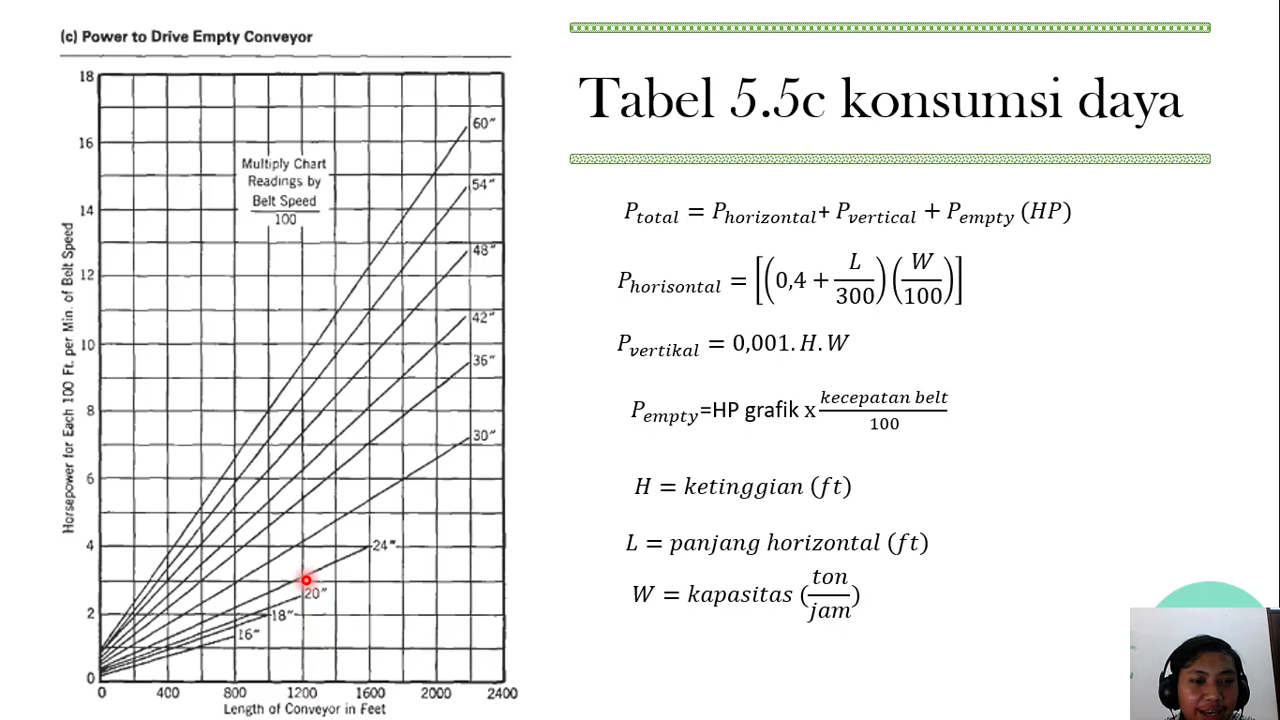 (c) Power to Drive Empty Conveyor
Horsepower for Each 100 Ft. per Min. of Belt Speed
18
16
14
12
10
8
6
4
2
0
Multiply Chart
Readings by
Belt Speed
100
60"
54"
48"
42"
36"
30"
24"
20"
18"
16"
0 400 800 1200 1600 2000 2400
Length of Conveyor in Feet
Tabel 5.5c konsumsi daya
P_total = P_horizontal + P_vertical + P_empty (HP)
P_horisontal = [(0,4 + L/300)(W/100)]
P_vertikal = 0,001. H. W
P_empty=HP grafik x kecepatan belt/100
H = ketinggian (ft)
L = panjang horizontal (ft)
W = kapasitas (ton/jam)